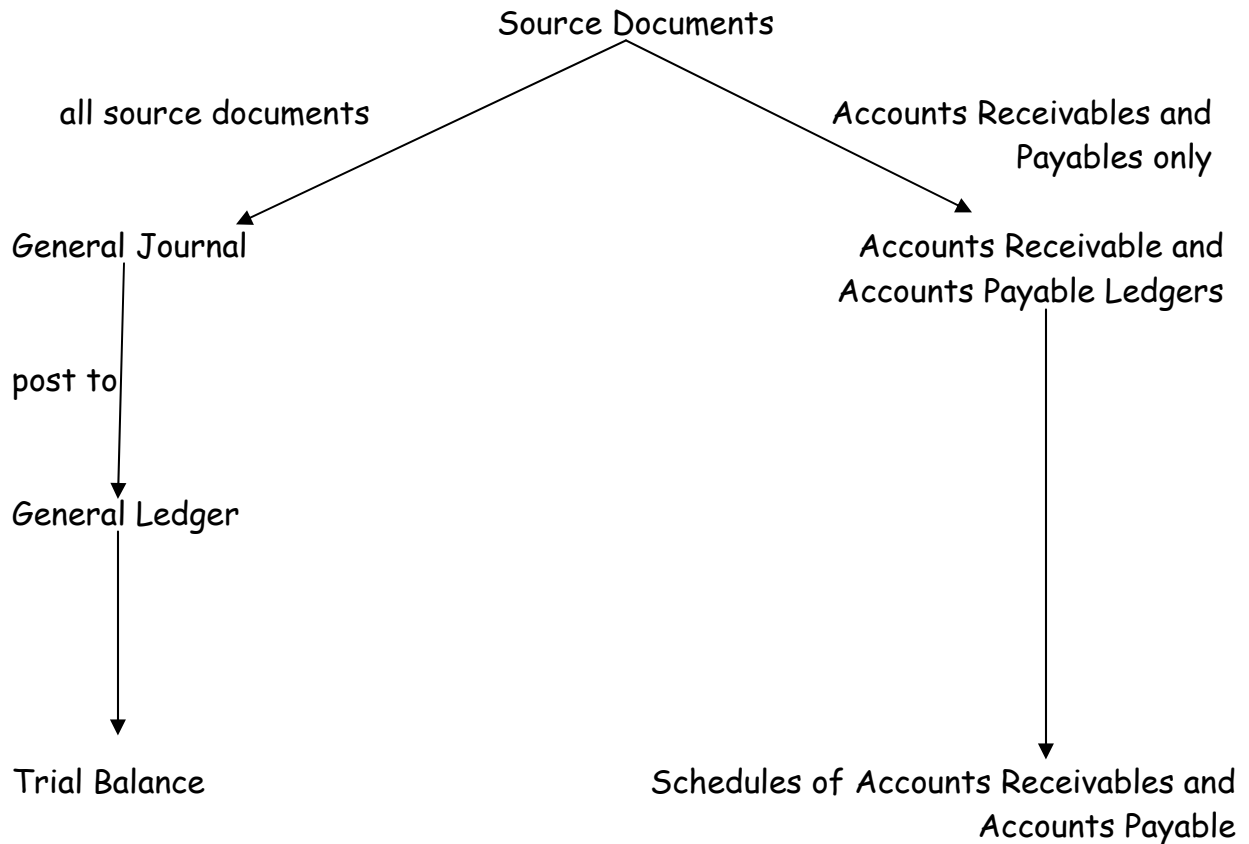 Source Documents
all source documents
Accounts Receivables and
Payables only
General Journal
Accounts Receivable and
Accounts Payable Ledgers
post to
General Ledger
Trial Balance
Schedules of Accounts Receivables and
Accounts Payable